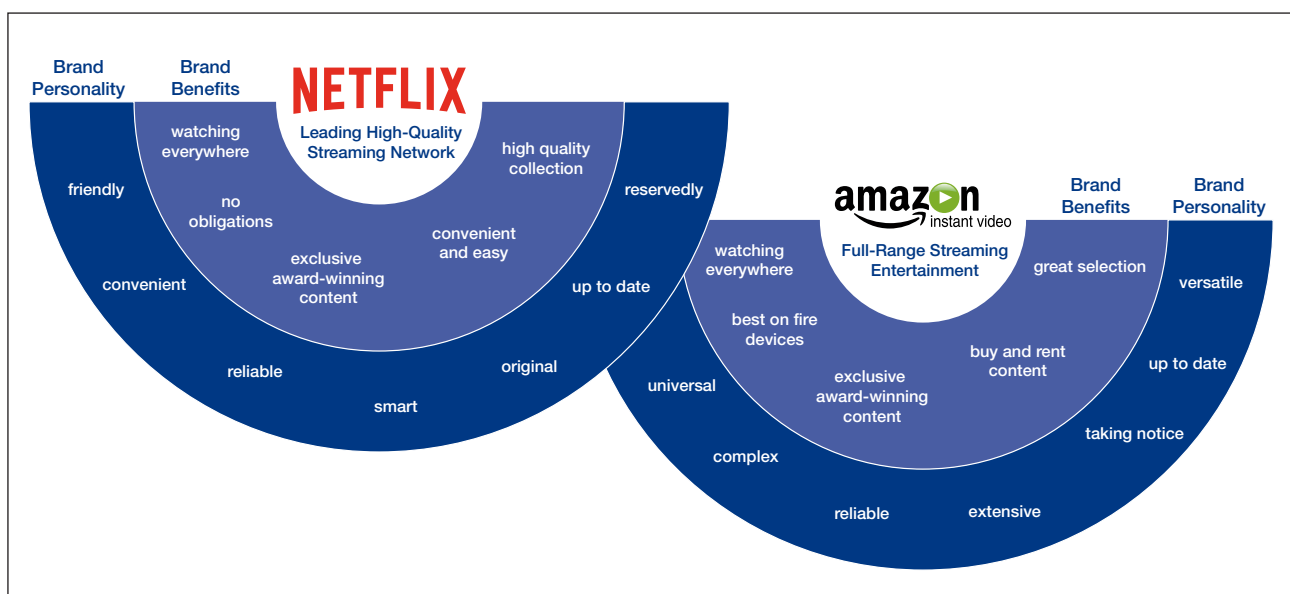 Brand
Personality
Brand
Benefits
NETFLIX
Leading High-Quality
Streaming Network
watching
everywhere
no
obligations
exclusive
award-winning
content
convenient
and easy
high quality
collection
friendly
convenient
reliable
smart
original
up to date
reservedly
amazon
instant video
Full-Range Streaming
Entertainment
Brand
Benefits
Brand
Personality
watching
everywhere
best on fire
devices
exclusive
award-winning
content
buy and rent
content
great selection
universal
complex
reliable
extensive
taking notice
up to date
versatile